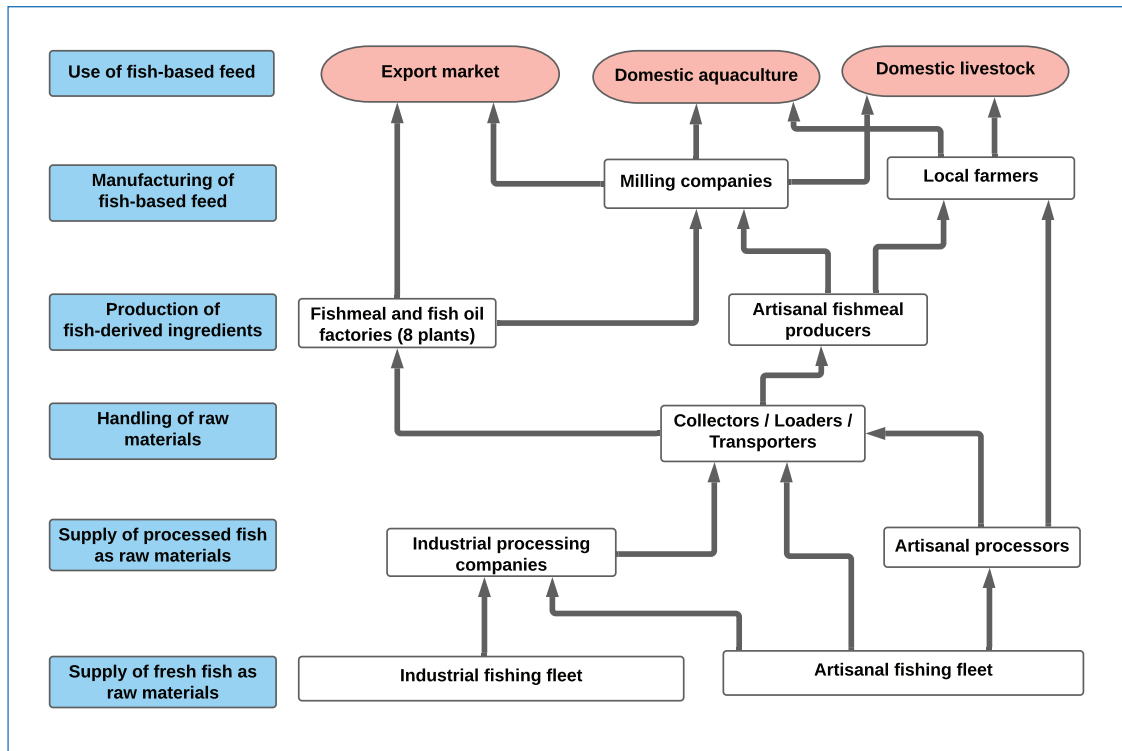 Use of fish-based feed
Export market
Domestic aquaculture
Domestic livestock
Manufacturing of
fish-based feed
Milling companies
Local farmers
Production of
fish-derived ingredients
Fishmeal and fish oil
factories (8 plants)
Artisanal fishmeal
producers
Handling of raw
materials
Collectors / Loaders /
Transporters
Supply of processed fish
as raw materials
Industrial processing
companies
Artisanal processors
Supply of fresh fish as
raw materials
Industrial fishing fleet
Artisanal fishing fleet